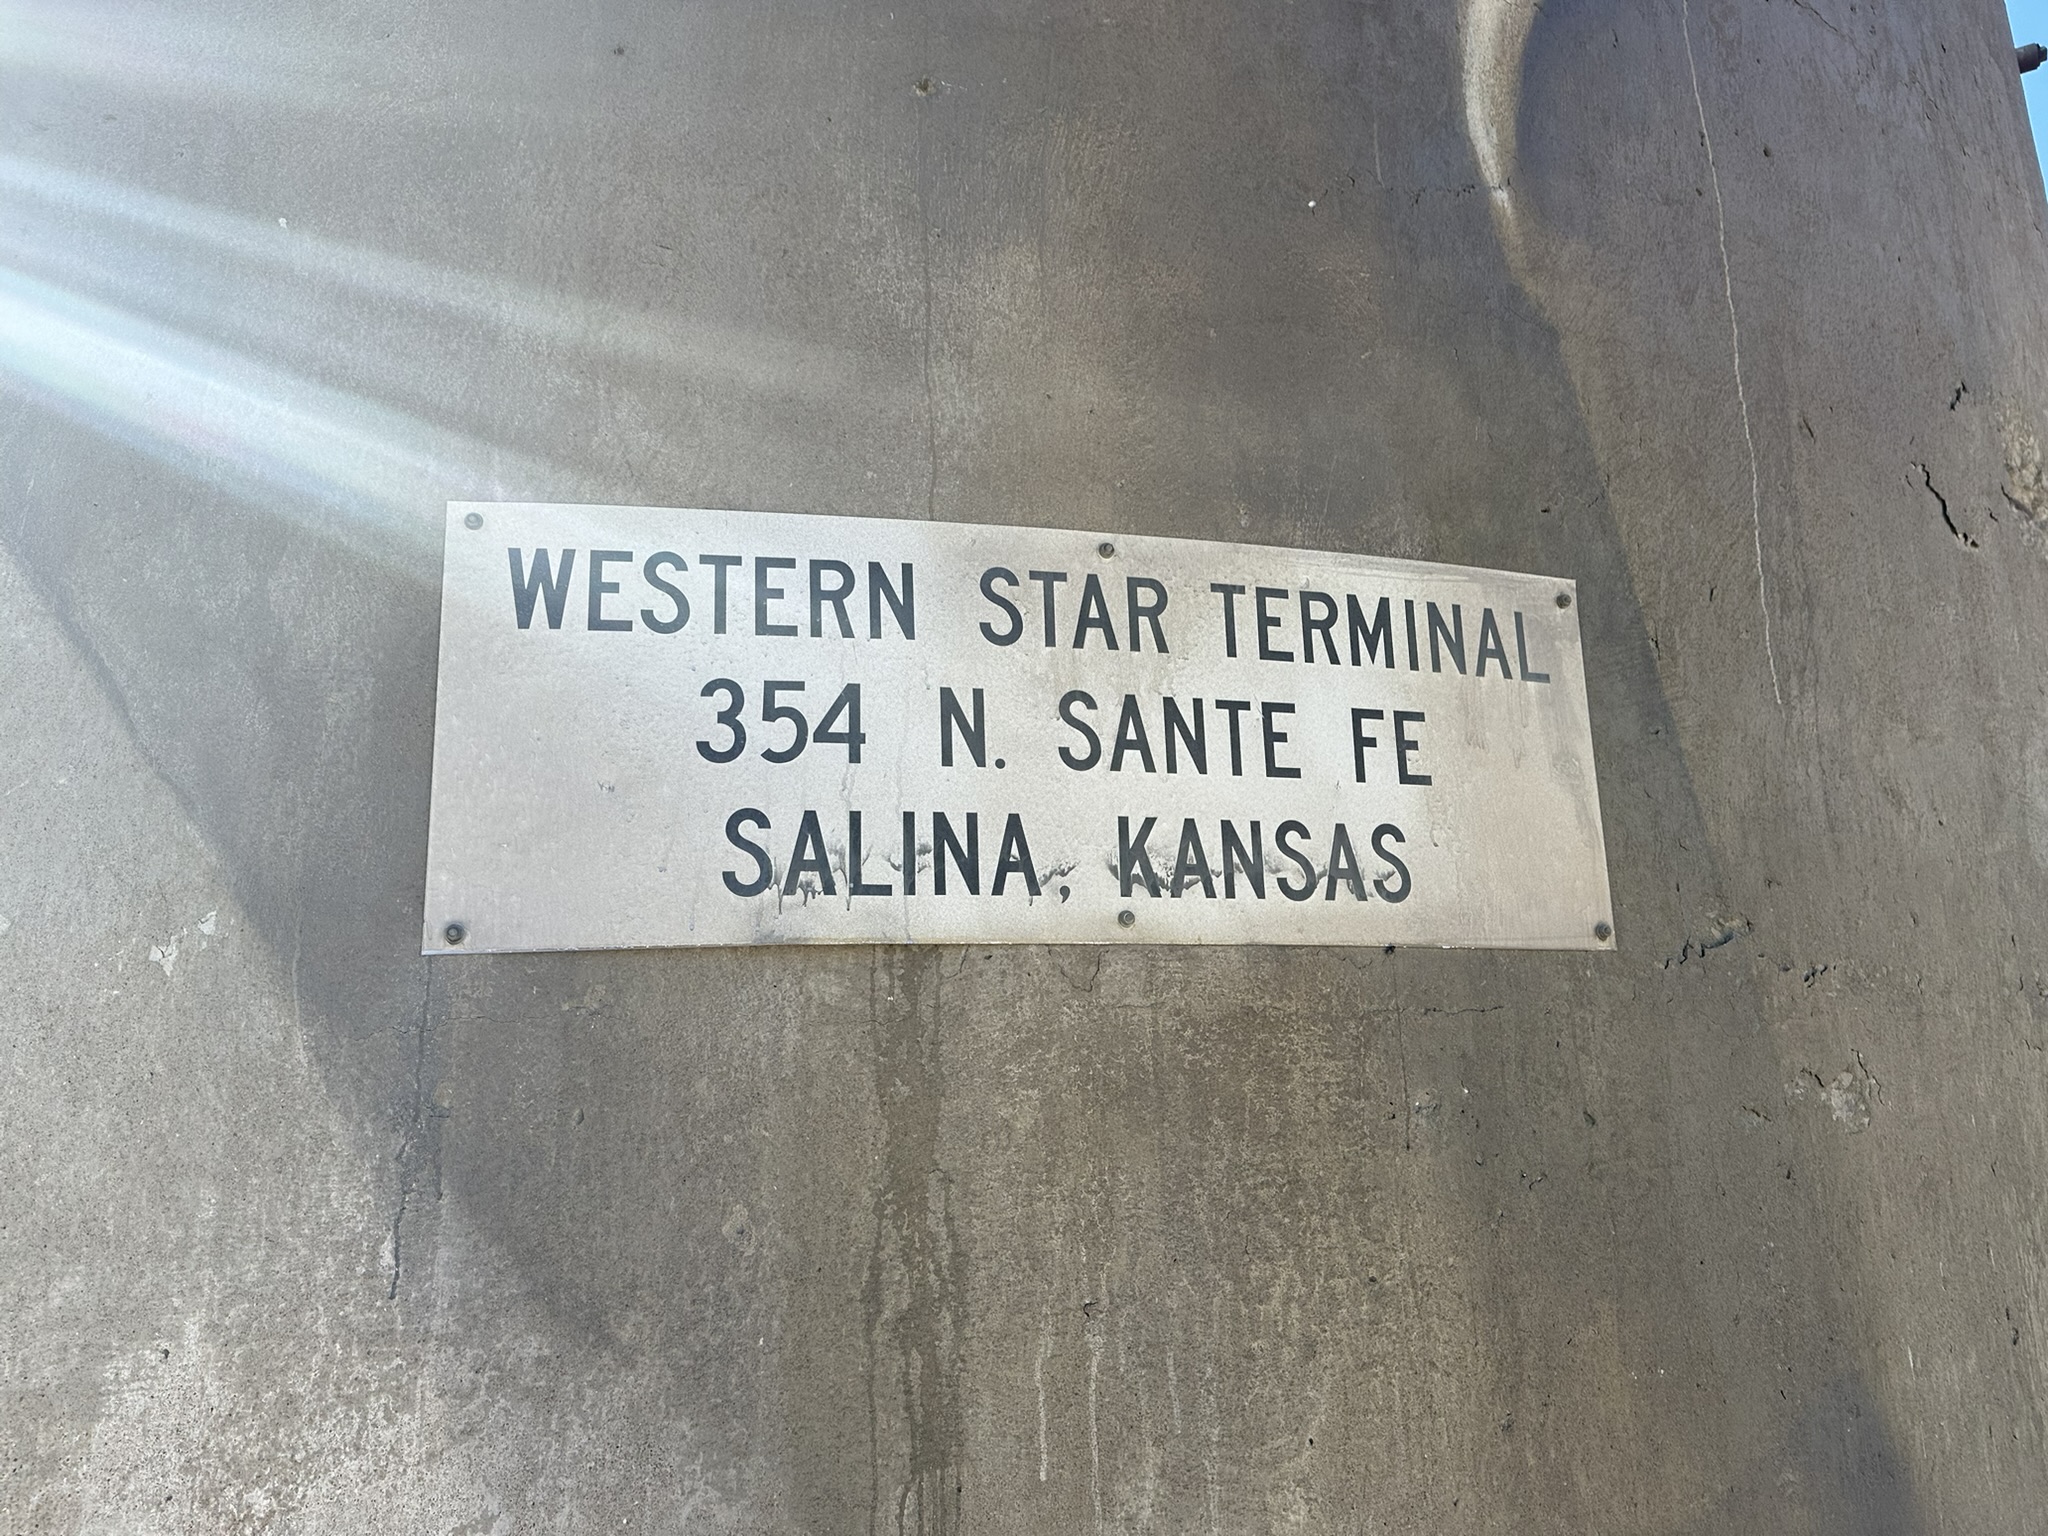 WESTERN STAR TERMINAL
354 N. SANTE FE
SALINA, KANSAS